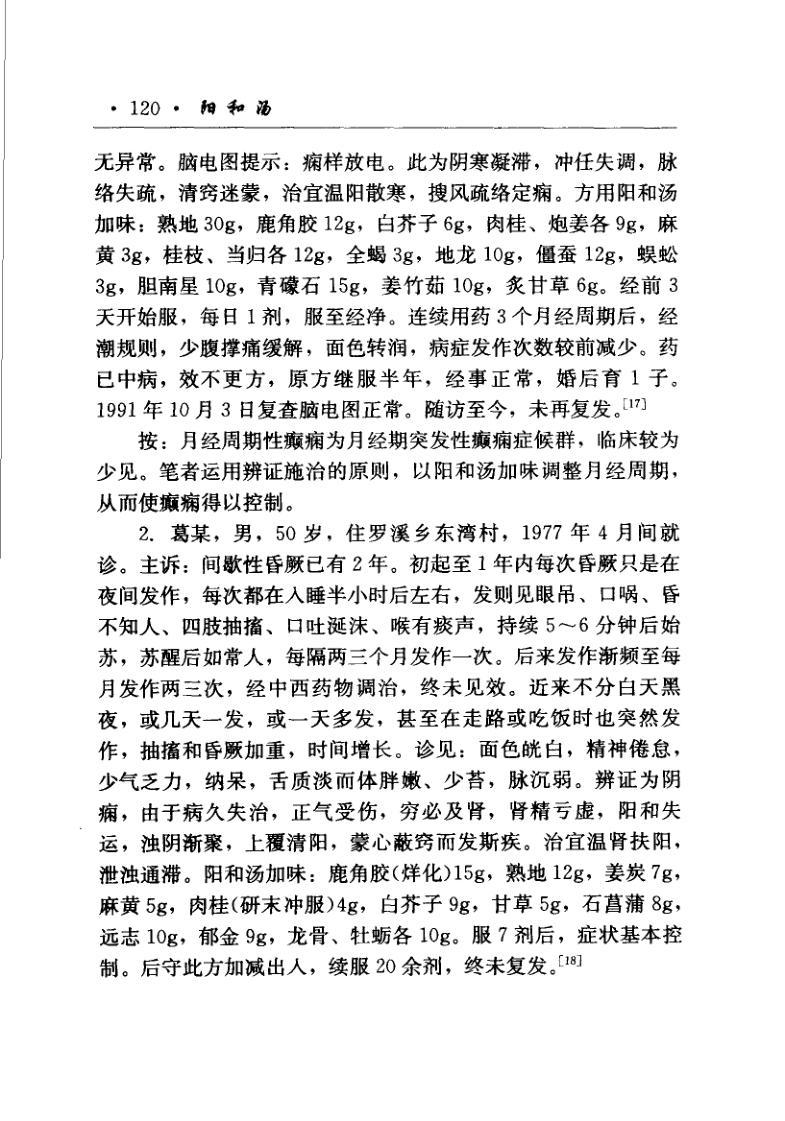 · 120 · 阳和汤
无异常。脑电图提示：痫样放电。此为阴寒凝滞，冲任失调，脉
络失疏，清窍迷蒙，治宜温阳散寒，搜风疏络定痫。方用阳和汤
加味：熟地 30g，鹿角胶 12g，白芥子 6g，肉桂、炮姜各 9g，麻
黄 3g，桂枝、当归各 12g，全蝎 3g，地龙 10g，僵蚕 12g，蜈蚣
3g，胆南星 10g，青礞石 15g，姜竹茹 10g，炙甘草 6g。经前 3
天开始服，每日 1 剂，服至经净。连续用药 3 个月经周期后，经
潮规则，少腹撑痛缓解，面色转润，病症发作次数较前减少。药
已中病，效不更方，原方继服半年，经事正常，婚后育 1 子。
1991 年 10 月 3 日复查脑电图正常。随访至今，未再复发。[17]
按：月经周期性癫痫为月经期突发性癫痫症候群，临床较为
少见。笔者运用辨证施治的原则，以阳和汤加味调整月经周期，
从而使癫痫得以控制。
2. 葛某，男，50 岁，住罗溪乡东湾村，1977 年 4 月间就
诊。主诉：间歇性昏厥已有 2 年。初起至 1 年内每次昏厥只是在
夜间发作，每次都在入睡半小时后左右，发则见眼吊、口㖞、昏
不知人、四肢抽搐、口吐涎沫、喉有痰声，持续 5～6 分钟后始
苏，苏醒后如常人，每隔两三个月发作一次。后来发作渐频至每
月发作两三次，经中西药物调治，终未见效。近来不分白天黑
夜，或几天一发，或一天多发，甚至在走路或吃饭时也突然发
作，抽搐和昏厥加重，时间增长。诊见：面色㿠白，精神倦怠，
少气乏力，纳呆，舌质淡而体胖嫩、少苔，脉沉弱。辨证为阴
痫，由于病久失治，正气受伤，穷必及肾，肾精亏虚，阳和失
运，浊阴渐聚，上覆清阳，蒙心蔽窍而发斯疾。治宜温肾扶阳，
泄浊通滞。阳和汤加味：鹿角胶(烊化)15g，熟地 12g，姜炭 7g，
麻黄 5g，肉桂(研末冲服)4g，白芥子 9g，甘草 5g，石菖蒲 8g，
远志 10g，郁金 9g，龙骨、牡蛎各 10g。服 7 剂后，症状基本控
制。后守此方加减出人，续服 20 余剂，终未复发。[18]